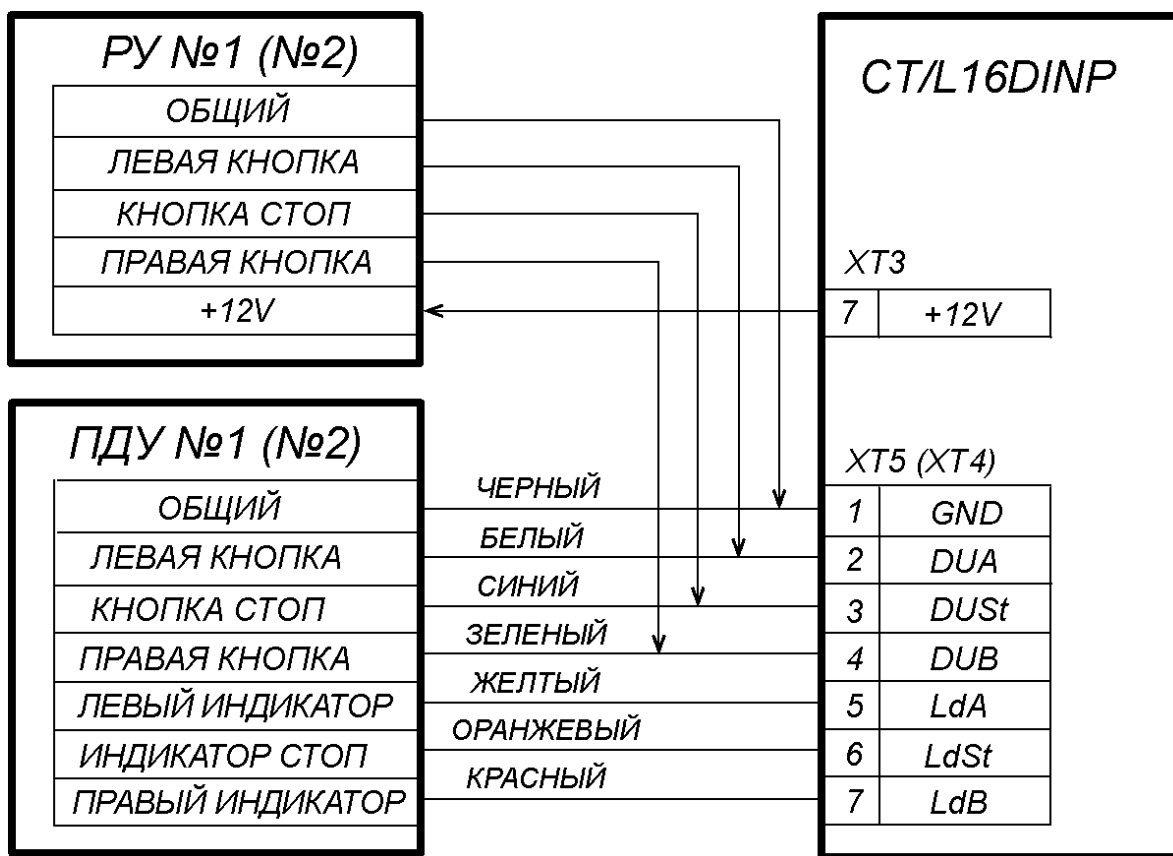 РУ №1 (№2)
ОБЩИЙ
ЛЕВАЯ КНОПКА
КНОПКА СТОП
ПРАВАЯ КНОПКА
+12V
ПДУ №1 (№2)
ОБЩИЙ
ЛЕВАЯ КНОПКА
КНОПКА СТОП
ПРАВАЯ КНОПКА
ЛЕВЫЙ ИНДИКАТОР
ИНДИКАТОР СТОП
ПРАВЫЙ ИНДИКАТОР
ЧЕРНЫЙ
БЕЛЫЙ
СИНИЙ
ЗЕЛЕНЫЙ
ЖЕЛТЫЙ
ОРАНЖЕВЫЙ
КРАСНЫЙ
CT/L16DINP
XT3
7 +12V
XT5 (XT4)
1 GND
2 DUA
3 DUSt
4 DUB
5 LdA
6 LdSt
7 LdB